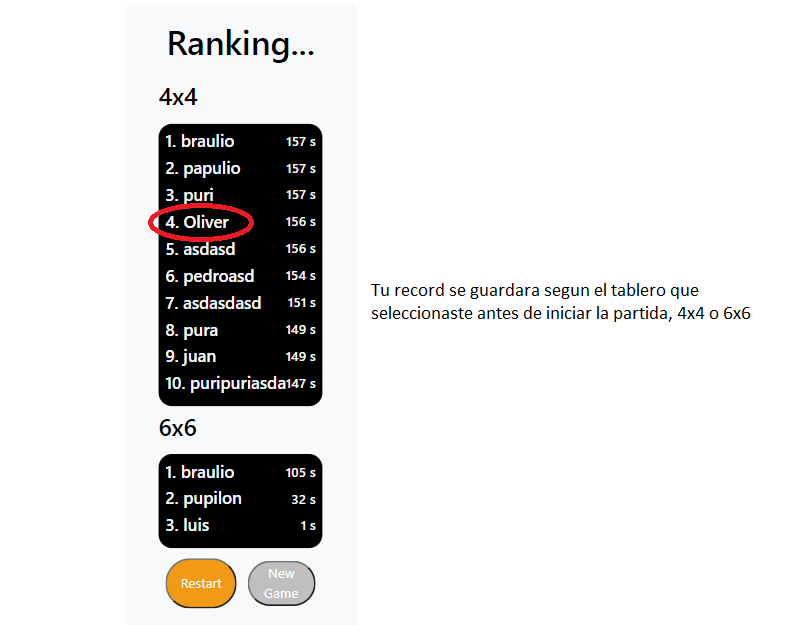 Ranking...
4x4
1. braulio 157 s
2. papulio 157 s
3. puri 157 s
4. Oliver 156 s
5. asdasd 156 s
6. pedroasd 154 s
7. asdasdasd 151 s
8. pura 149 s
9. juan 149 s
10. puripuriasda147 s
6x6
1. braulio 105 s
2. pupilon 32 s
3. luis 1 s
Restart
New
Game
Tu record se guardara segun el tablero que
seleccionaste antes de iniciar la partida, 4x4 o 6x6